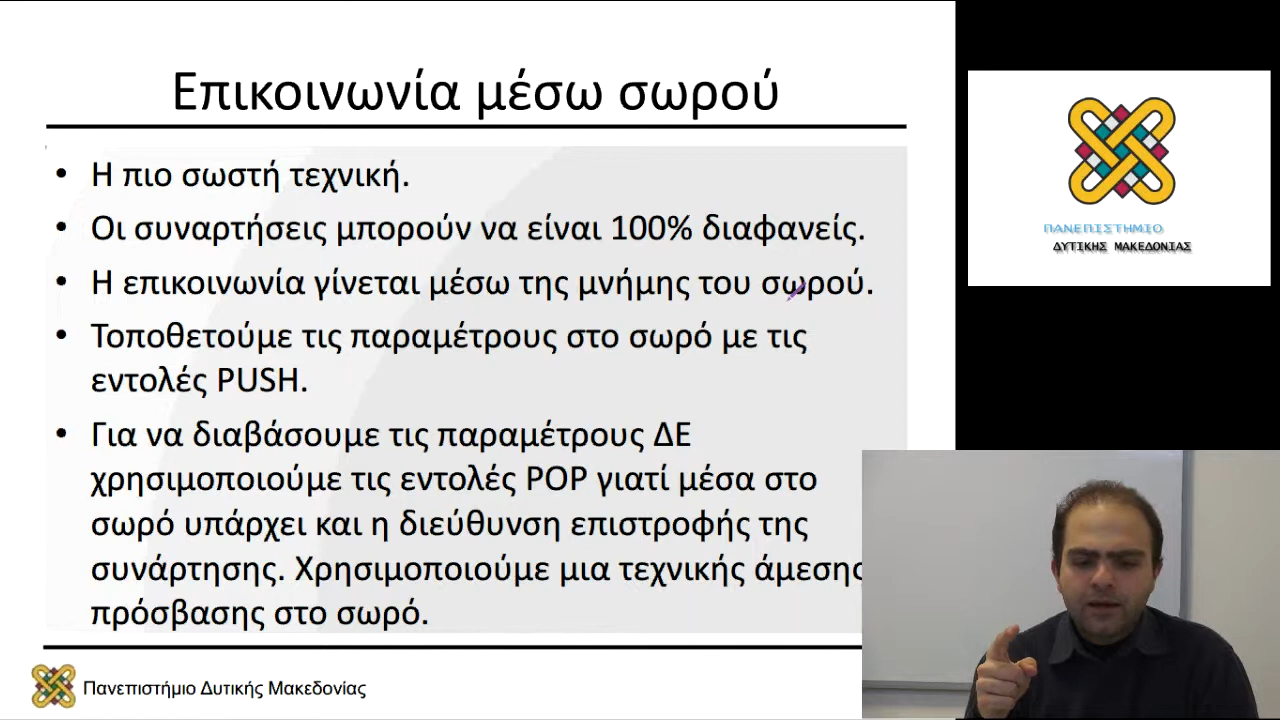 Επικοινωνία μέσω σωρού
• Η πιο σωστή τεχνική.
• Οι συναρτήσεις μπορούν να είναι 100% διαφανείς.
• Η επικοινωνία γίνεται μέσω της μνήμης του σωρού.
• Τοποθετούμε τις παραμέτρους στο σωρό με τις
εντολές PUSH.
• Για να διαβάσουμε τις παραμέτρους ΔΕ
χρησιμοποιούμε τις εντολές POP γιατί μέσα στο
σωρό υπάρχει και η διεύθυνση επιστροφής της
συνάρτησης. Χρησιμοποιούμε μια τεχνικής άμεσης
πρόσβασης στο σωρό.
Πανεπιστήμιο Δυτικής Μακεδονίας
ΠΑΝΕΠΙΣΤΗΜΙΟ
ΔΥΤΙΚΗΣ ΜΑΚΕΔΟΝΙΑΣ